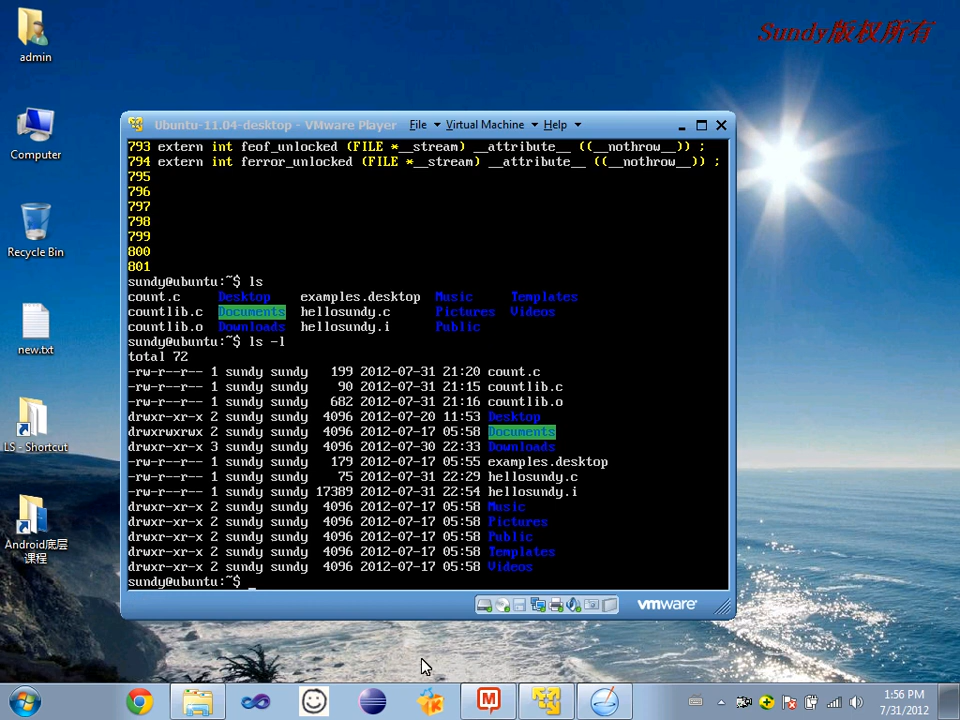 admin
Computer
Recycle Bin
new.txt
LS - Shortcut
Android底层
课程
Sundy版权所有
Ubuntu-11.04-desktop - VMware Player File Virtual Machine Help
793 extern int feof_unlocked (FILE *__stream) __attribute__ ((__nothrow__)) ;
794 extern int ferror_unlocked (FILE *__stream) __attribute__ ((__nothrow__)) ;
795
796
797
798
799
800
801
sundy@ubuntu:~$ ls
count.c Desktop examples.desktop Music Templates
countlib.c Documents hellosundy.c Pictures Videos
countlib.o Downloads hellosundy.i Public
sundy@ubuntu:~$ ls -l
total 72
-rw-r--r-- 1 sundy sundy 199 2012-07-31 21:20 count.c
-rw-r--r-- 1 sundy sundy 90 2012-07-31 21:15 countlib.c
-rw-r--r-- 1 sundy sundy 682 2012-07-31 21:16 countlib.o
drwxr-xr-x 2 sundy sundy 4096 2012-07-20 11:53 Desktop
drwxrwxrwx 2 sundy sundy 4096 2012-07-17 05:58 Documents
drwxr-xr-x 3 sundy sundy 4096 2012-07-30 22:33 Downloads
-rw-r--r-- 1 sundy sundy 179 2012-07-17 05:55 examples.desktop
-rw-r--r-- 1 sundy sundy 75 2012-07-31 22:29 hellosundy.c
-rw-r--r-- 1 sundy sundy 17389 2012-07-31 22:54 hellosundy.i
drwxr-xr-x 2 sundy sundy 4096 2012-07-17 05:58 Music
drwxr-xr-x 2 sundy sundy 4096 2012-07-17 05:58 Pictures
drwxr-xr-x 2 sundy sundy 4096 2012-07-17 05:58 Public
drwxr-xr-x 2 sundy sundy 4096 2012-07-17 05:58 Templates
drwxr-xr-x 2 sundy sundy 4096 2012-07-17 05:58 Videos
sundy@ubuntu:~$ _
vmware
1:56 PM
7/31/2012